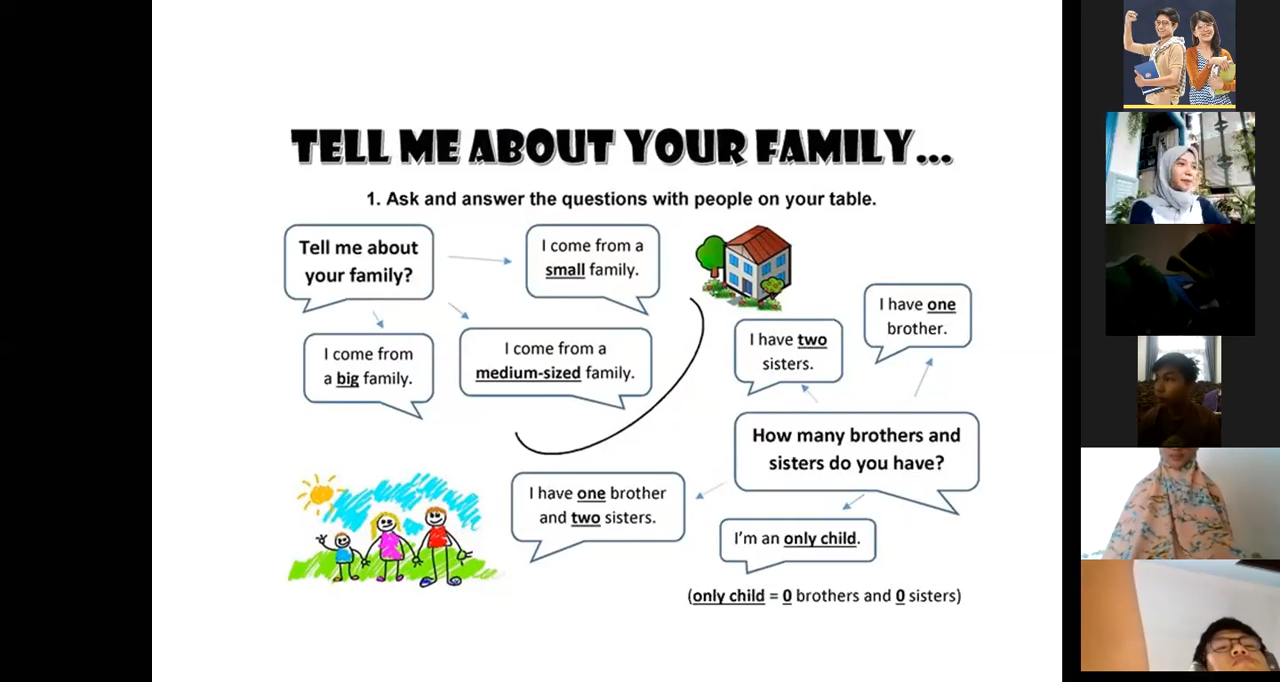 TELL ME ABOUT YOUR FAMILY...
1. Ask and answer the questions with people on your table.
Tell me about
your family?
I come from a
small family.
I come from
a big family.
I come from a
medium-sized family.
I have one
brother.
I have two
sisters.
How many brothers and
sisters do you have?
I have one brother
and two sisters.
I'm an only child.
(only child = 0 brothers and 0 sisters)